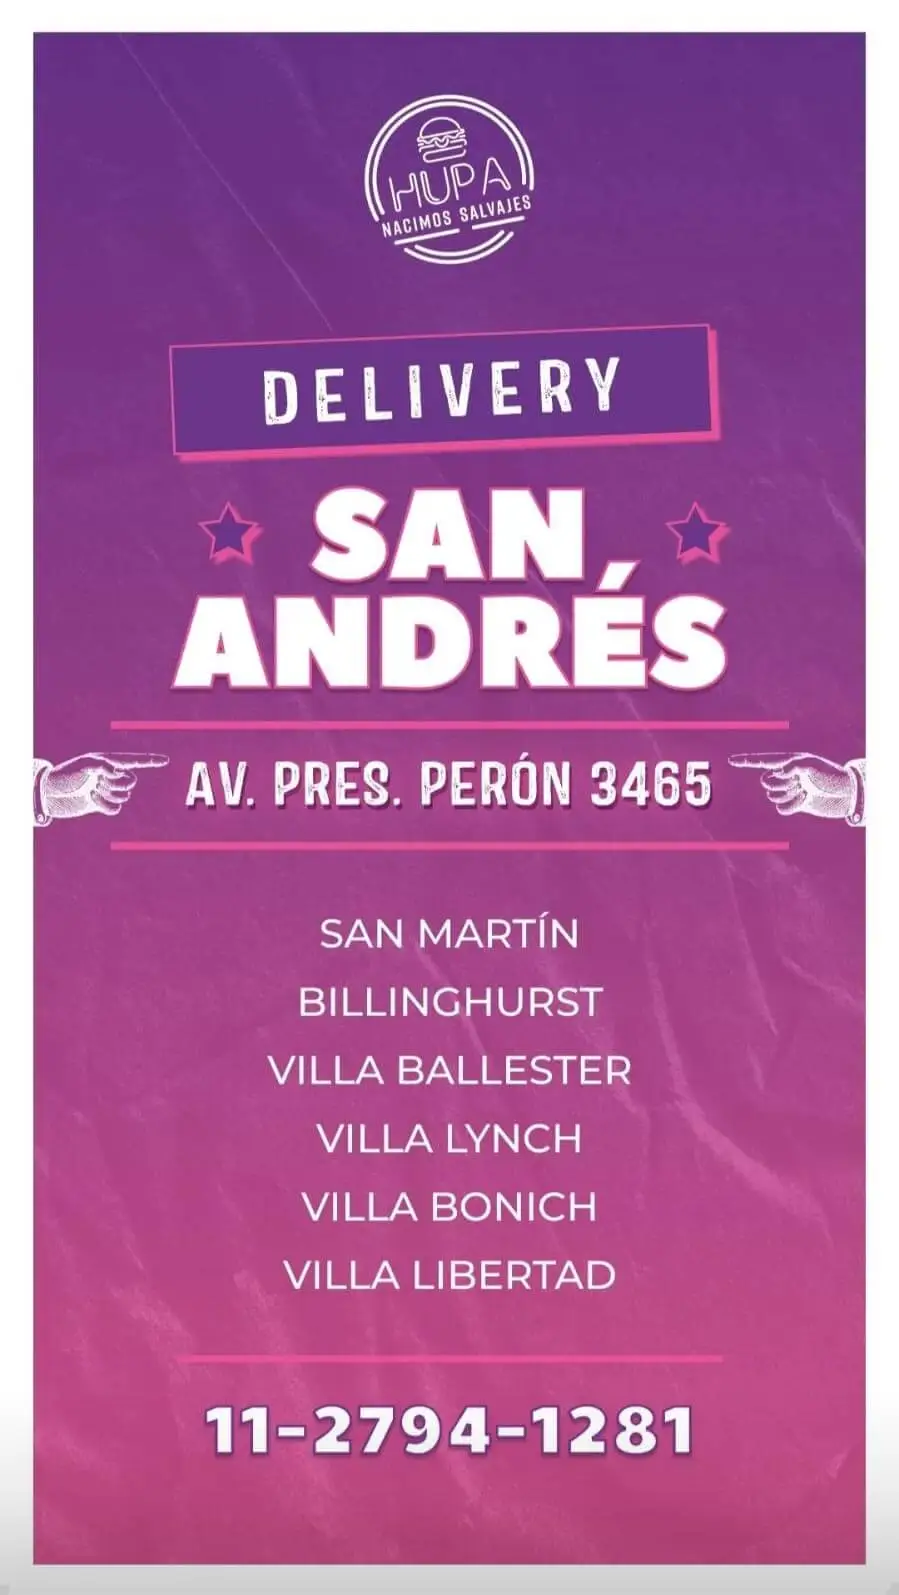 HUPA
NACIMOS SALVAJES
DELIVERY
SAN
ANDRÉS
AV. PRES. PERÓN 3465
SAN MARTÍN
BILLINGHURST
VILLA BALLESTER
VILLA LYNCH
VILLA BONICH
VILLA LIBERTAD
11-2794-1281